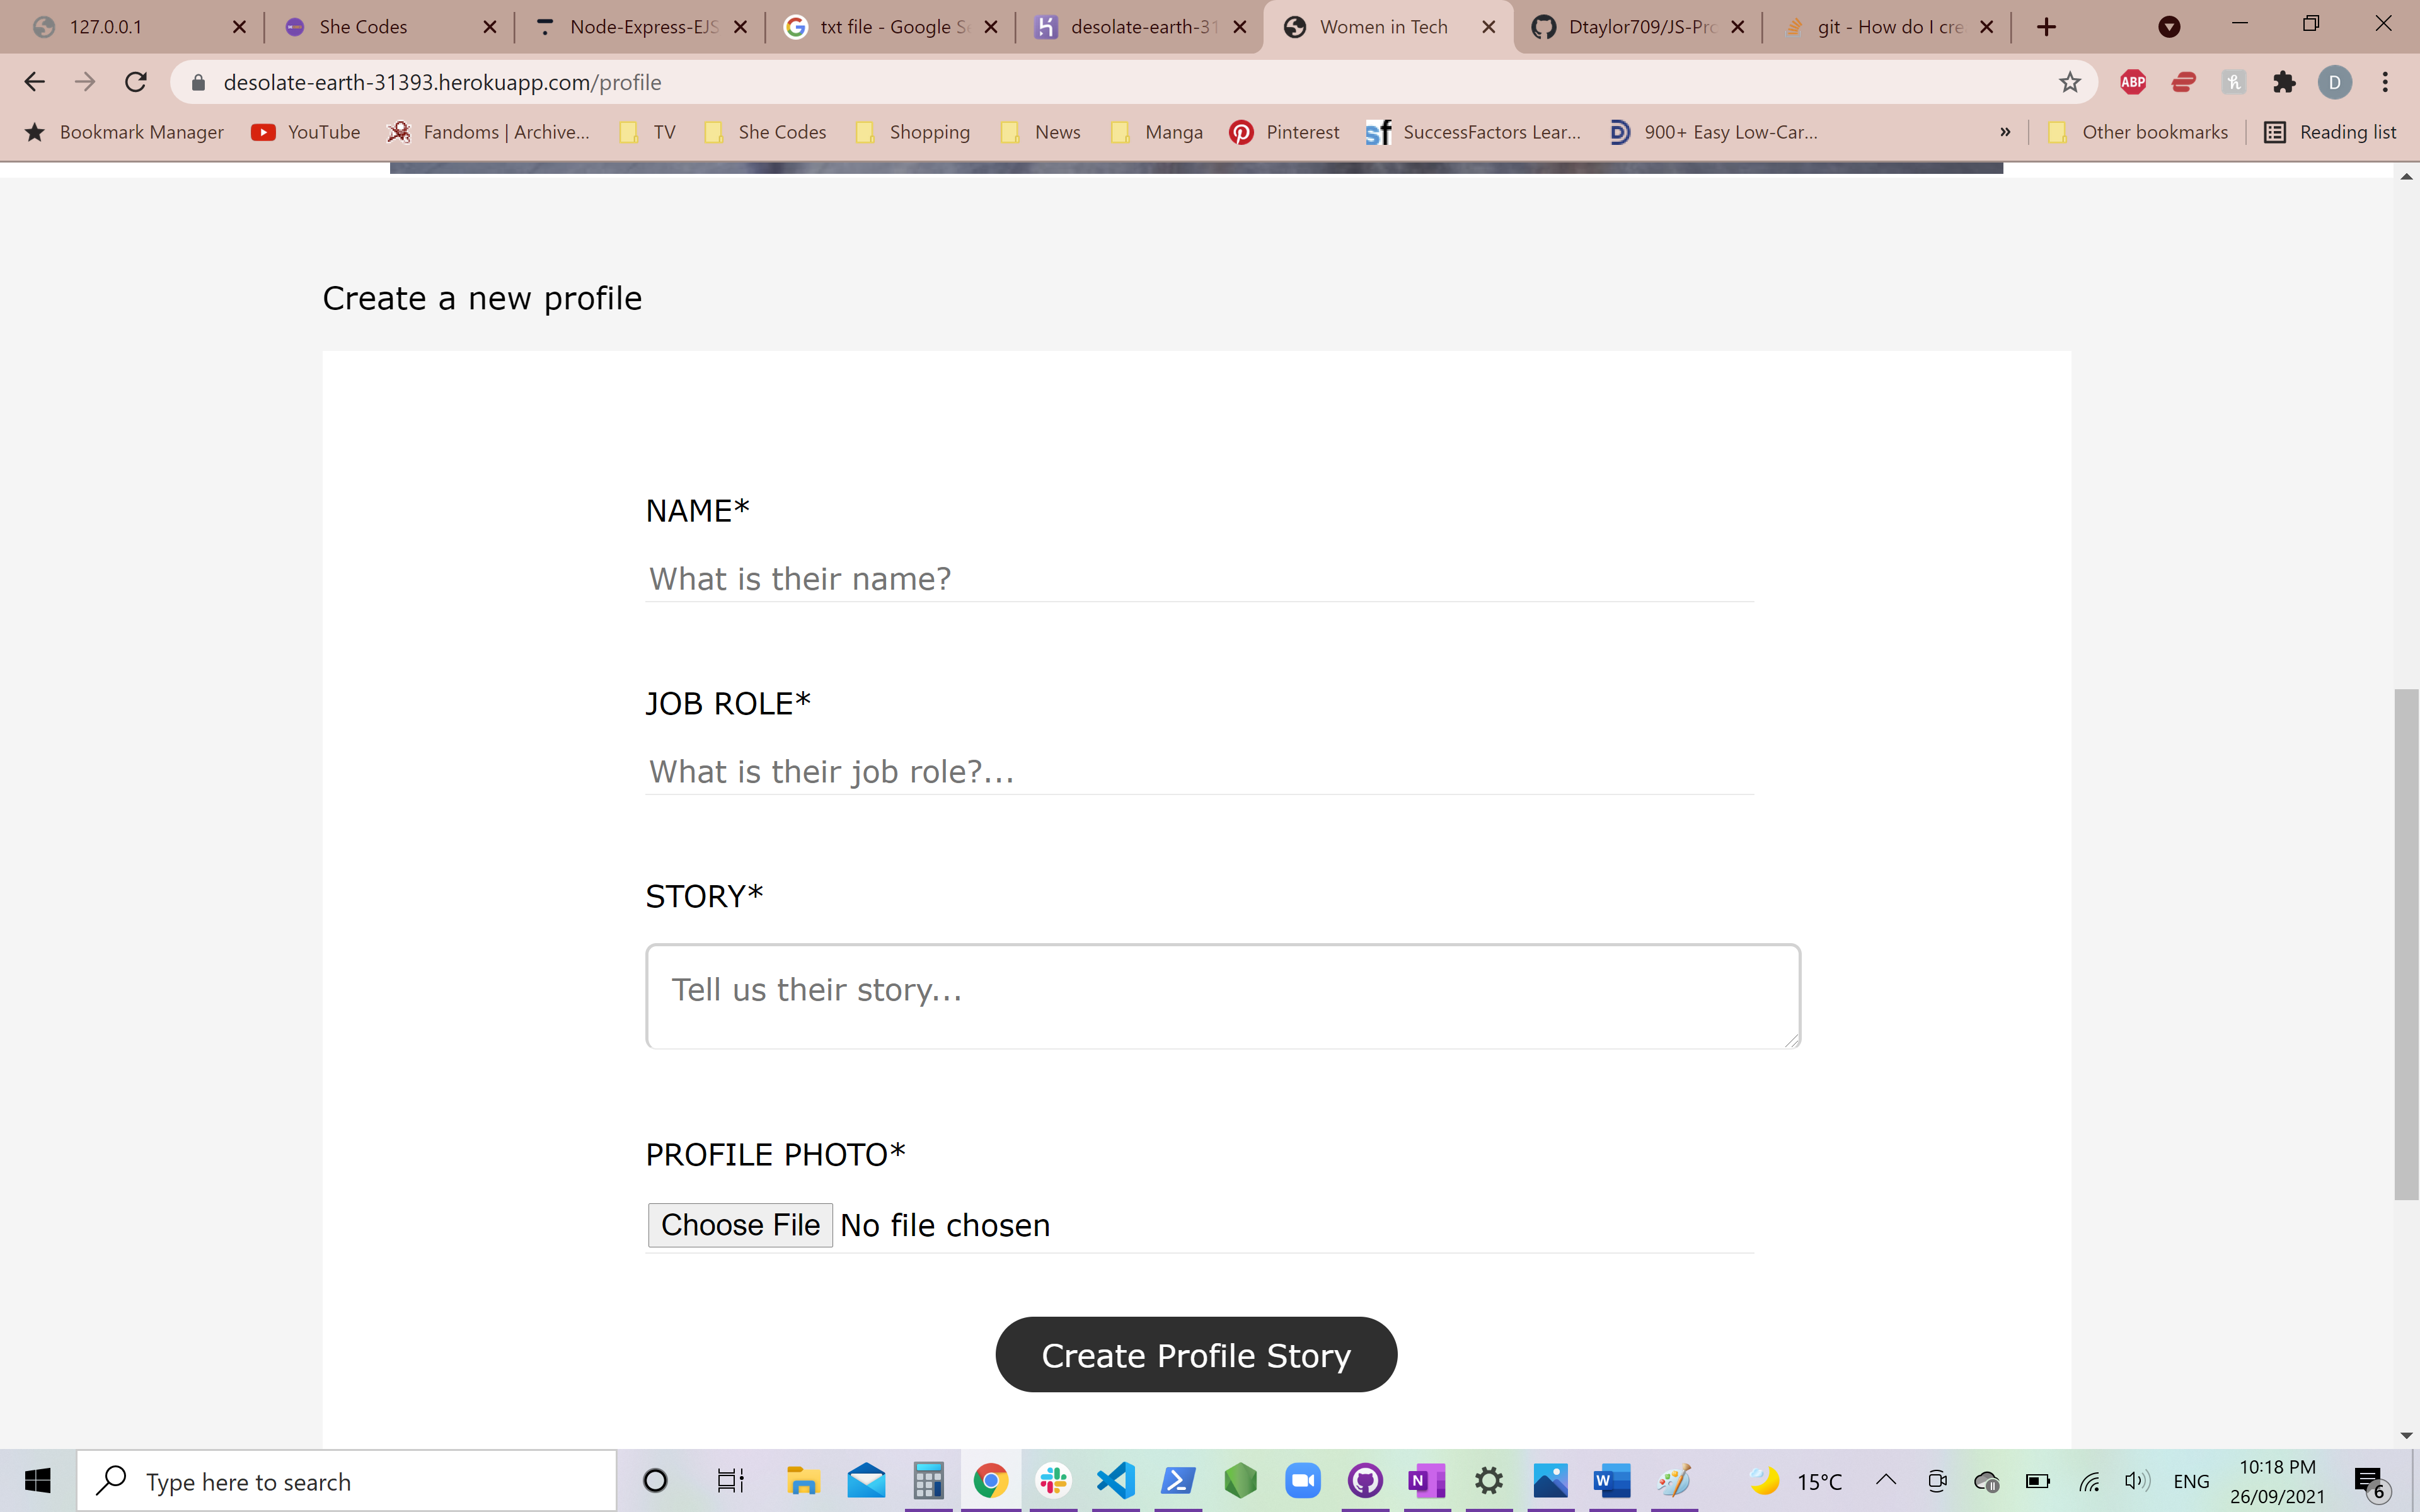 127.0.0.1
She Codes
Node-Express-EJS
txt file - Google Se
desolate-earth-31
Women in Tech
Dtaylor709/JS-Pro
git - How do I cre
desolate-earth-31393.herokuapp.com/profile
ABP
D
Bookmark Manager
YouTube
Fandoms | Archive...
TV
She Codes
Shopping
News
Manga
Pinterest
sf
SuccessFactors Lear...
900+ Easy Low-Car...
»
Other bookmarks
Reading list
Create a new profile
NAME*
What is their name?
JOB ROLE*
What is their job role?...
STORY*
Tell us their story...
PROFILE PHOTO*
Choose File No file chosen
Create Profile Story
Type here to search
15°C
ENG
10:18 PM
26/09/2021
6